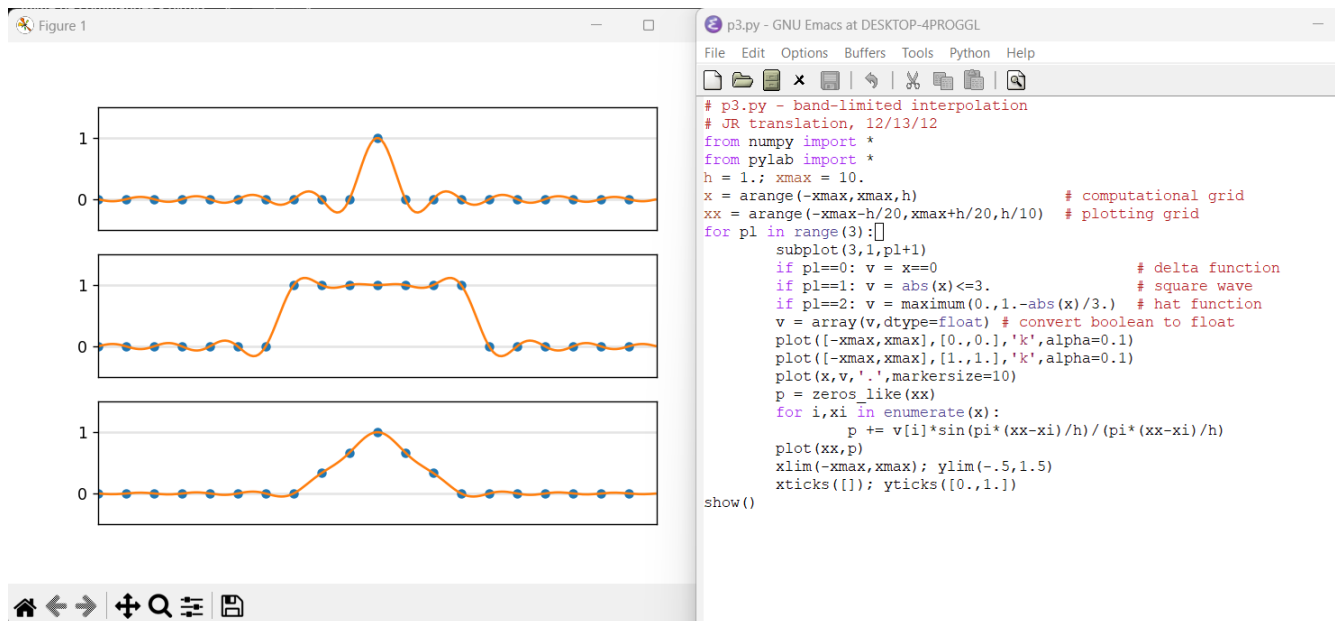 Figure 1
1
0
1
0
1
0
p3.py - GNU Emacs at DESKTOP-4PROGGL
File Edit Options Buffers Tools Python Help
# p3.py - band-limited interpolation
# JR translation, 12/13/12
from numpy import *
from pylab import *
h = 1.; xmax = 10.
x = arange(-xmax,xmax,h) # computational grid
xx = arange(-xmax-h/20,xmax+h/20,h/10) # plotting grid
for pl in range(3):
subplot(3,1,pl+1)
if pl==0: v = x==0 # delta function
if pl==1: v = abs(x)<=3. # square wave
if pl==2: v = maximum(0.,1.-abs(x)/3.) # hat function
v = array(v,dtype=float) # convert boolean to float
plot([-xmax,xmax],[0.,0.],'k',alpha=0.1)
plot([-xmax,xmax],[1.,1.],'k',alpha=0.1)
plot(x,v,'.',markersize=10)
p = zeros_like(xx)
for i,xi in enumerate(x):
p += v[i]*sin(pi*(xx-xi)/h)/(pi*(xx-xi)/h)
plot(xx,p)
xlim(-xmax,xmax); ylim(-.5,1.5)
xticks([]); yticks([0.,1.])
show()